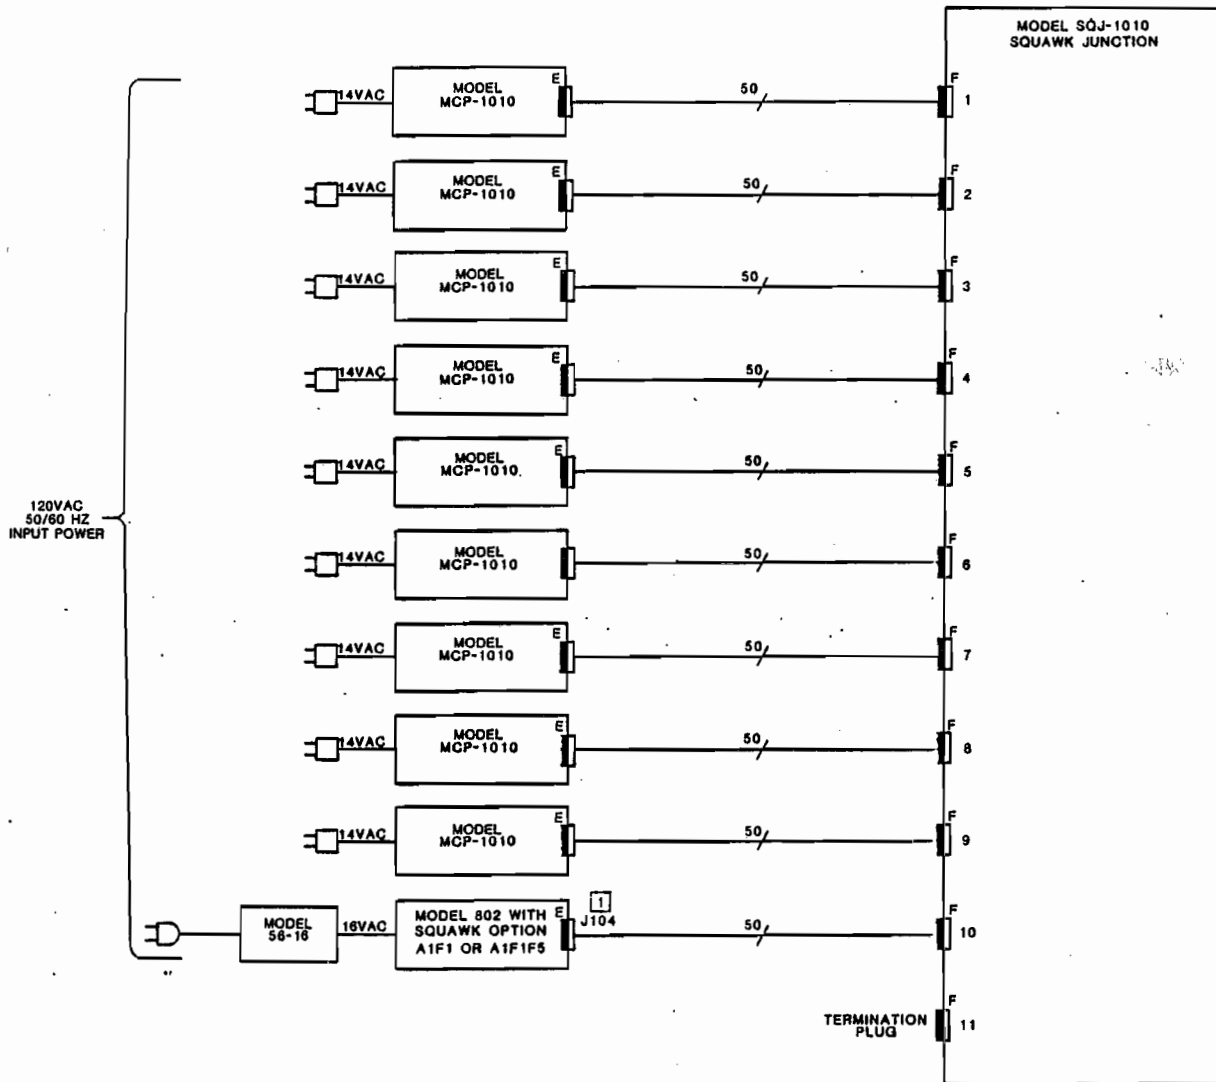 MODEL SQJ-1010
SQUAWK JUNCTION
14VAC
MODEL
MCP-1010
E
50
F
1
14VAC
MODEL
MCP-1010
E
50
F
2
14VAC
MODEL
MCP-1010
E
50
F
3
14VAC
MODEL
MCP-1010
E
50
F
4
14VAC
MODEL
MCP-1010
E
50
F
5
120VAC
50/60 HZ
INPUT POWER
14VAC
MODEL
MCP-1010
E
50
F
6
14VAC
MODEL
MCP-1010
E
50
F
7
14VAC
MODEL
MCP-1010
E
50
F
8
14VAC
MODEL
MCP-1010
E
50
F
9
MODEL
56-16
16VAC
MODEL 802 WITH
SQUAWK OPTION
A1F1 OR A1F1F5
E
1
J104
50
F
10
TERMINATION
PLUG
F
11